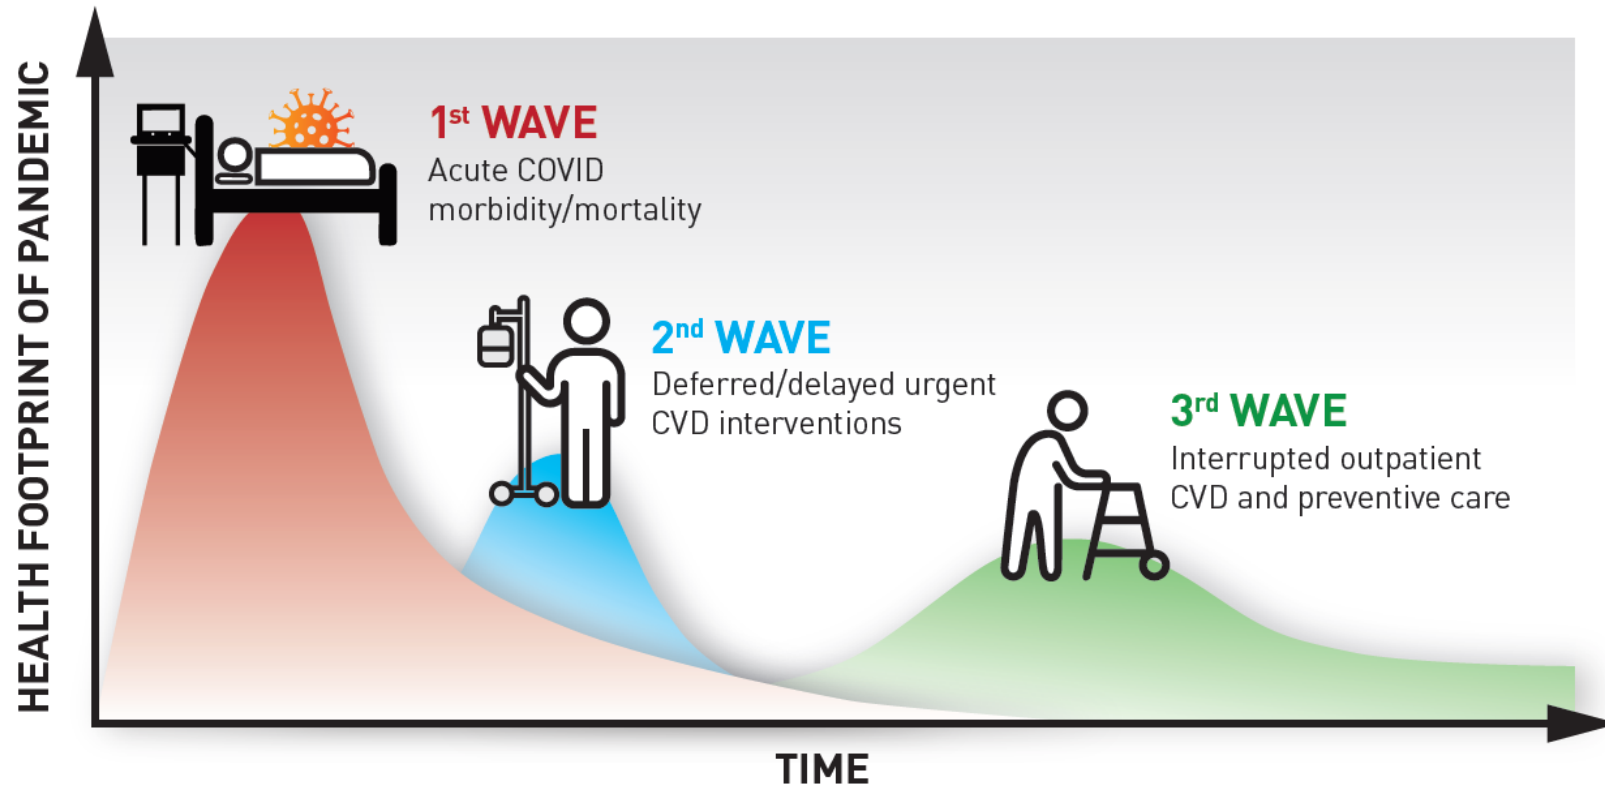 HEALTH FOOTPRINT OF PANDEMIC
1st WAVE
Acute COVID
morbidity/mortality
2nd WAVE
Deferred/delayed urgent
CVD interventions
3rd WAVE
Interrupted outpatient
CVD and preventive care
TIME